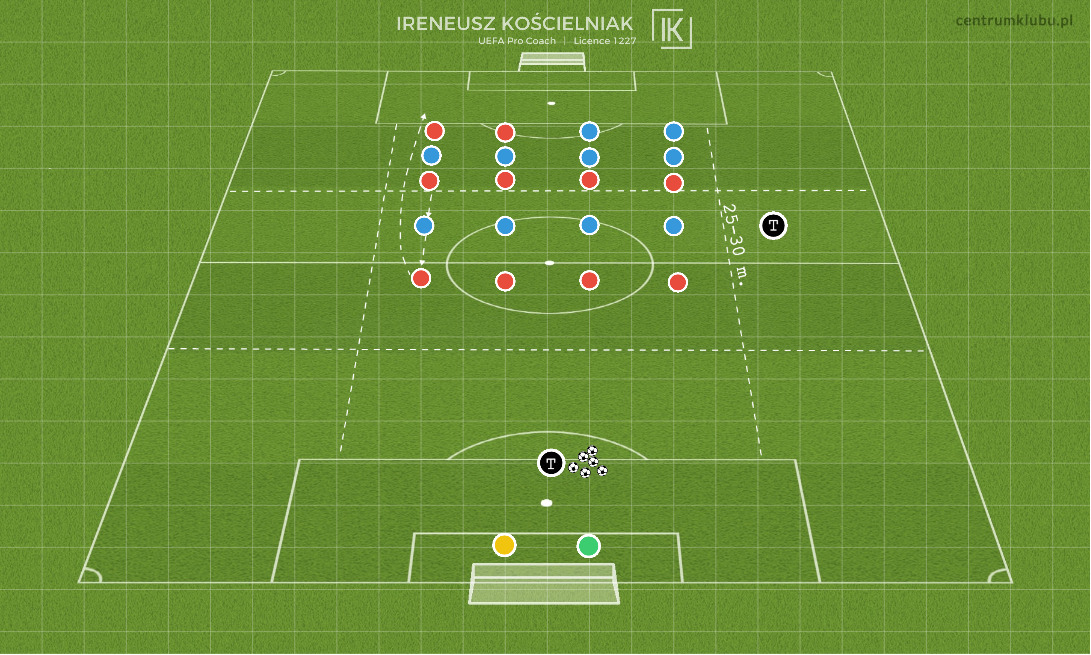 IRENEUSZ KOŚCIELNIAK
UEFA Pro Coach | Licence 1227
IK
centrumklubu.pl
T
25-30 m.
T